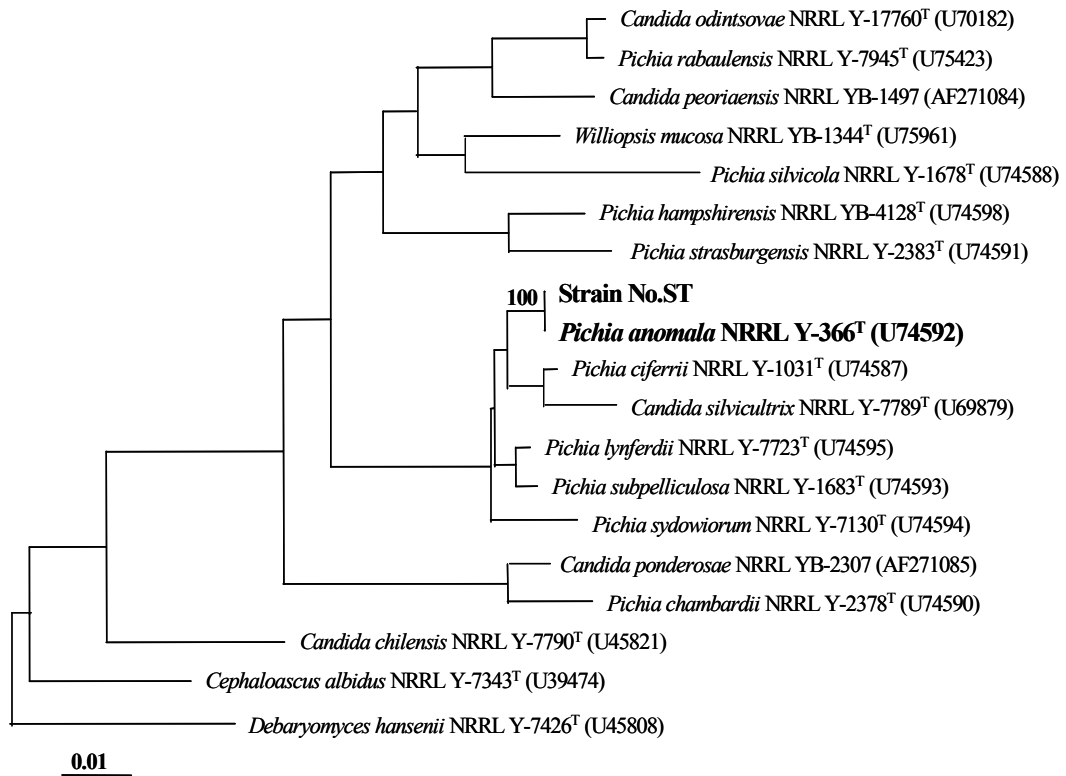 Candida odintsovae NRRL Y-17760T (U70182)
Pichia rabaulensis NRRL Y-7945T (U75423)
Candida peoriaensis NRRL YB-1497 (AF271084)
Williopsis mucosa NRRL YB-1344T (U75961)
Pichia silvicola NRRL Y-1678T (U74588)
Pichia hampshirensis NRRL YB-4128T (U74598)
Pichia strasburgensis NRRL Y-2383T (U74591)
100 Strain No.ST
Pichia anomala NRRL Y-366T (U74592)
Pichia ciferrii NRRL Y-1031T (U74587)
Candida silvicultrix NRRL Y-7789T (U69879)
Pichia lynferdii NRRL Y-7723T (U74595)
Pichia subpelliculosa NRRL Y-1683T (U74593)
Pichia sydowiorum NRRL Y-7130T (U74594)
Candida ponderosae NRRL YB-2307 (AF271085)
Pichia chambardii NRRL Y-2378T (U74590)
Candida chilensis NRRL Y-7790T (U45821)
Cephaloascus albidus NRRL Y-7343T (U39474)
Debaryomyces hansenii NRRL Y-7426T (U45808)
0.01